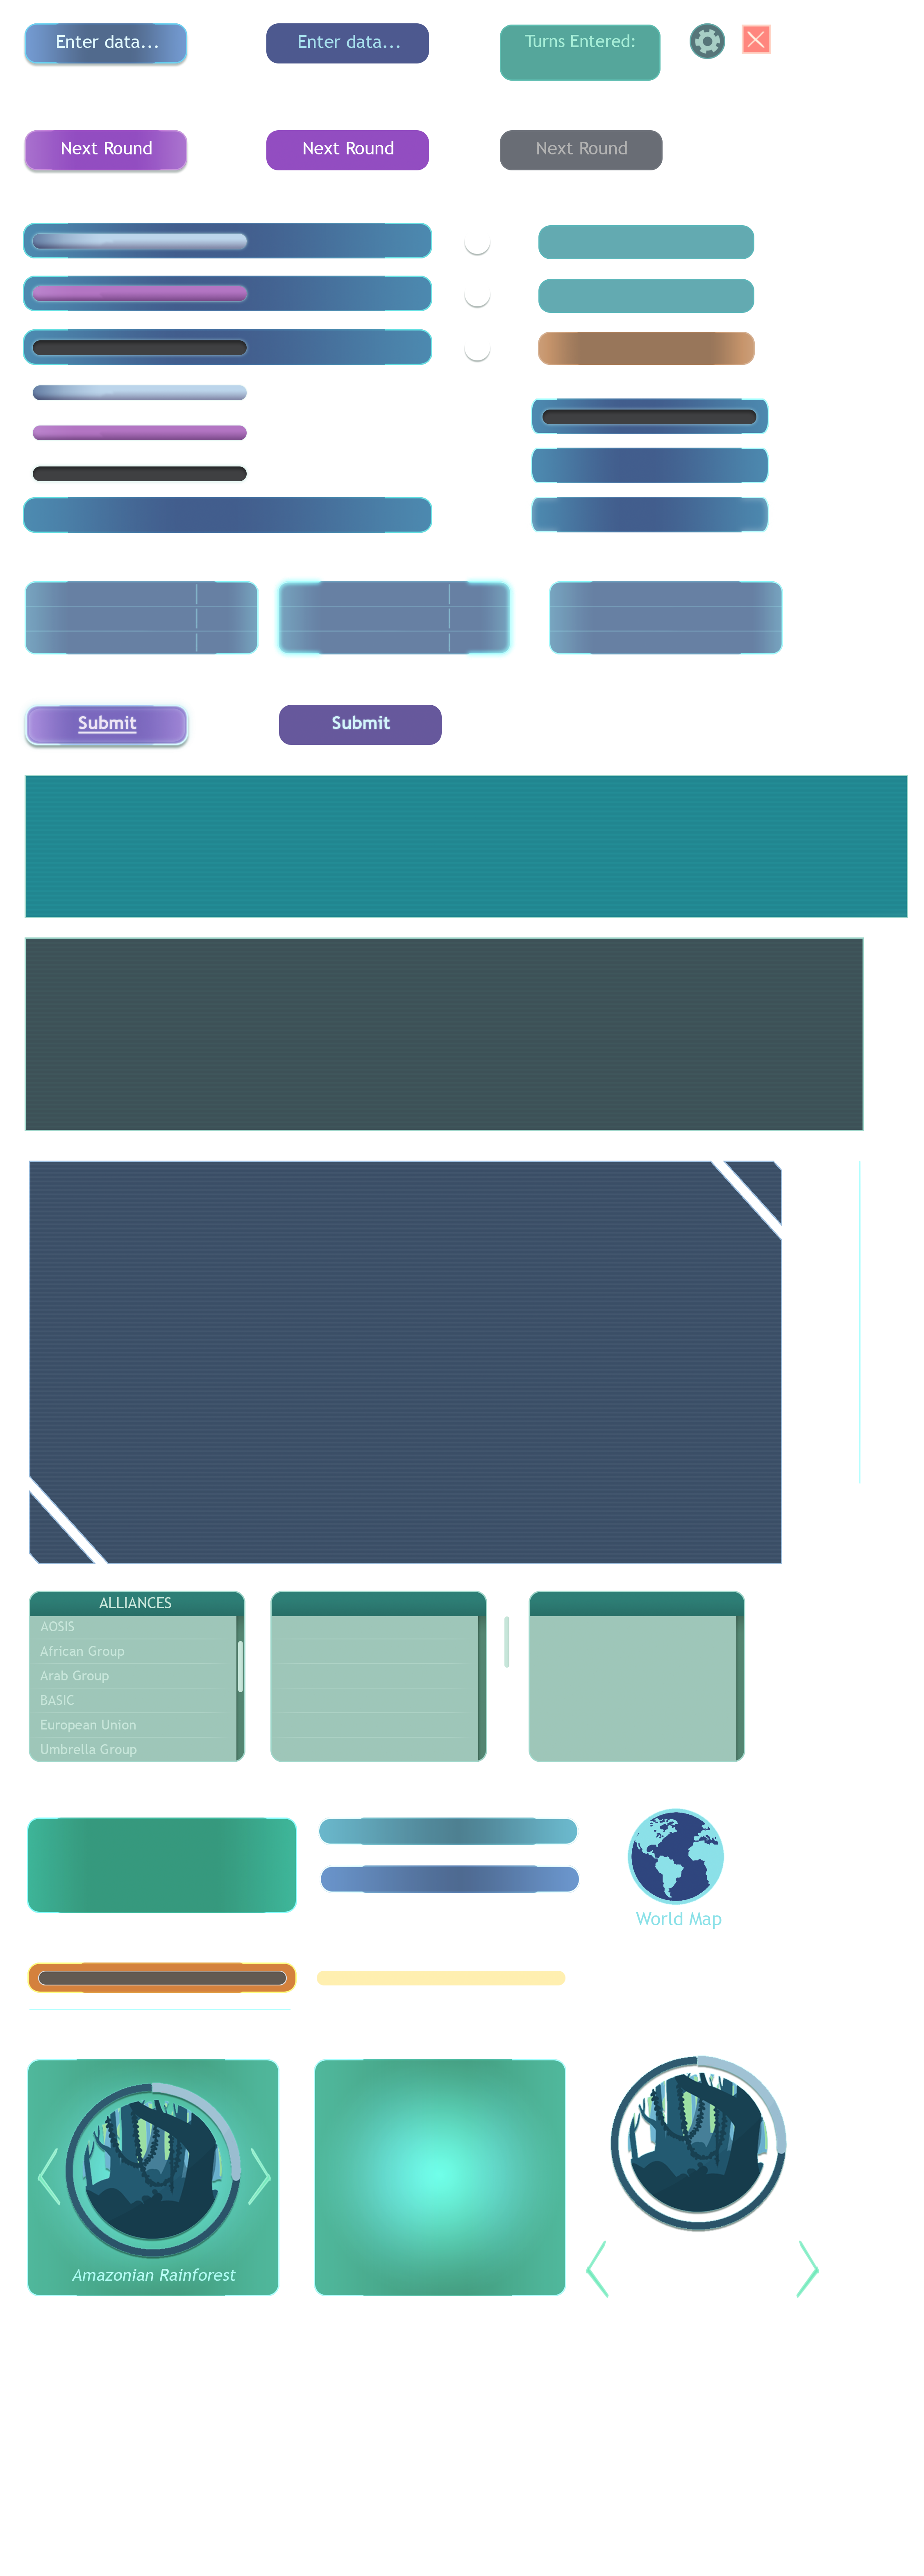 Enter data...
Enter data...
Turns Entered:
Next Round
Next Round
Next Round
Submit
Submit
ALLIANCES
AOSIS
African Group
Arab Group
BASIC
European Union
Umbrella Group
World Map
Amazonian Rainforest